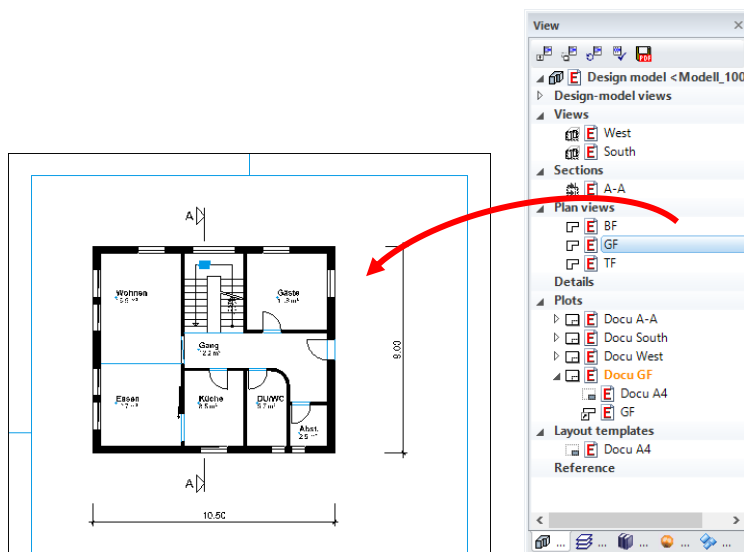 View
PDF
E Design model <Modell_100
Design-model views
Views
E West
E South
Sections
E A-A
Plan views
E BF
E GF
E TF
Details
Plots
E Docu A-A
E Docu South
E Docu West
E Docu GF
E Docu A4
E GF
Layout templates
E Docu A4
Reference
... ... ... ... ...
A
Wohnen
Gäste
Gang
Essen
Küche
DU/WC
Abst.
A
10.50
9.00